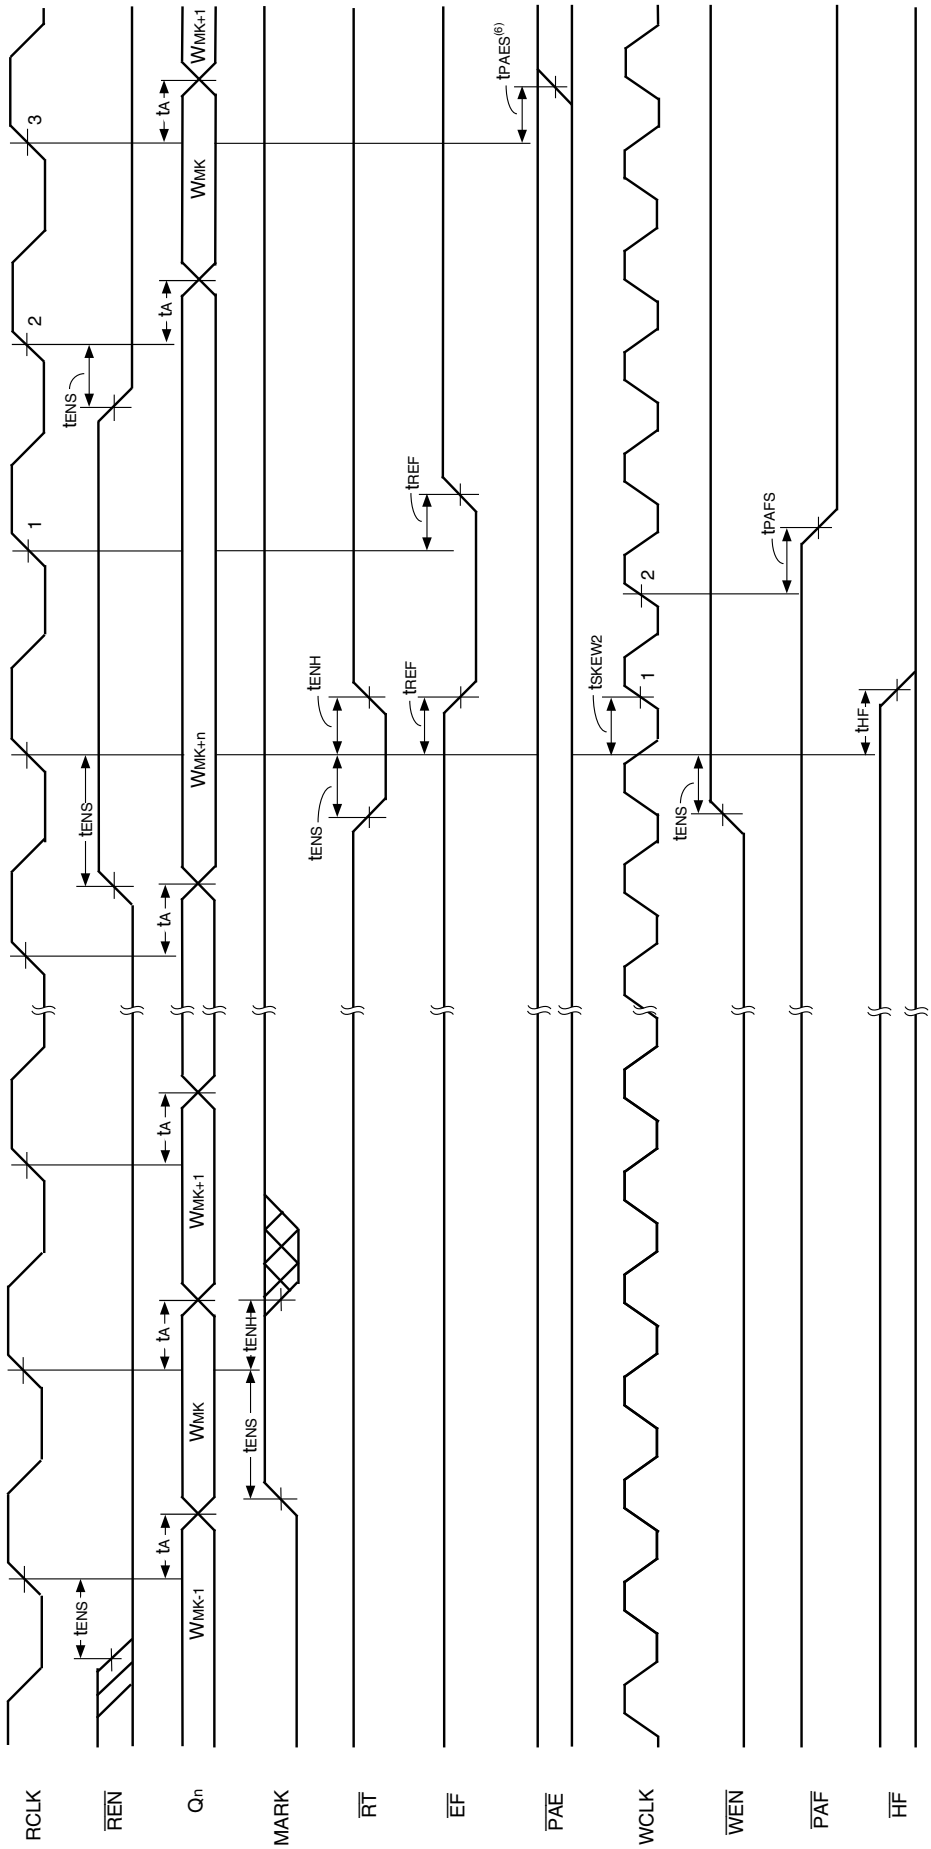 RCLK 1 2 3
tENS tENS tENS
REN
tA tA tA tA tA tA
Qn WMK-1 WMK WMK+1 WMK+n WMK WMK+1
tENS tENH
MARK
tENS tENH
RT
tREF tREF
EF
tPAES(6)
PAE
tSKEW2
WCLK 1 2
tENS
WEN
tPAFS
PAF
tHF
HF